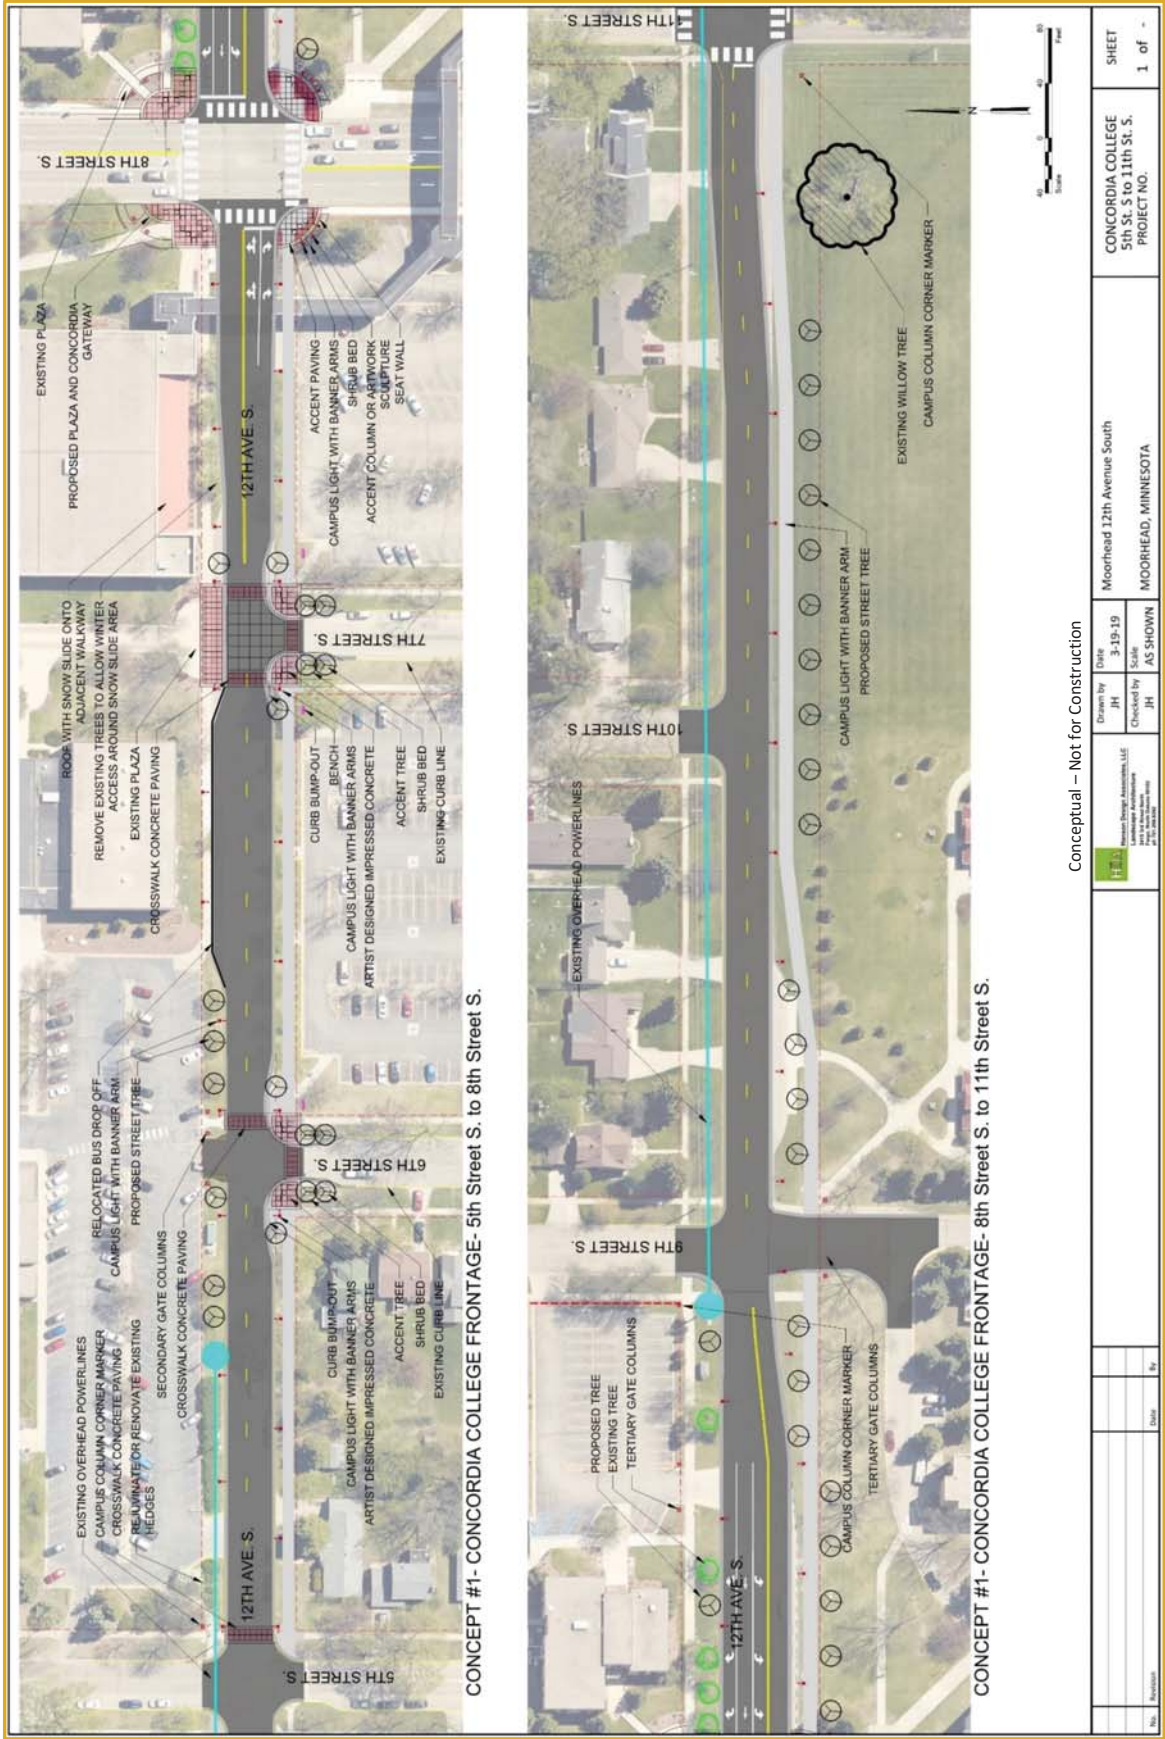 EXISTING PLAZA
PROPOSED PLAZA AND CONCORDIA
GATEWAY
8TH STREET S.
ROOF WITH SNOW SLIDE ONTO
ADJACENT WALKWAY
REMOVE EXISTING TREES TO ALLOW WINTER
ACCESS AROUND SNOW SLIDE AREA
EXISTING PLAZA
CROSSWALK CONCRETE PAVING
RELOCATED BUS DROP OFF
CAMPUS LIGHT WITH BANNER ARM
PROPOSED STREET TREE
SECONDARY GATE COLUMNS
CROSSWALK CONCRETE PAVING
EXISTING OVERHEAD POWERLINES
CAMPUS COLUMN CORNER MARKER
CROSSWALK CONCRETE PAVING
REJUVINATE OR RENOVATE EXISTING
HEDGES
12TH AVE. S.
12TH AVE. S.
5TH STREET S.
CURB BUMP-OUT
CAMPUS LIGHT WITH BANNER ARMS
ARTIST DESIGNED IMPRESSED CONCRETE
ACCENT TREE
SHRUB BED
EXISTING CURB LINE
6TH STREET S.
CURB BUMP-OUT
BENCH
CAMPUS LIGHT WITH BANNER ARMS
ARTIST DESIGNED IMPRESSED CONCRETE
ACCENT TREE
SHRUB BED
EXISTING CURB LINE
7TH STREET S.
ACCENT PAVING
CAMPUS LIGHT WITH BANNER ARMS
SHRUB BED
ACCENT COLUMN OR ARTWORK
SCULPTURE
SEAT WALL
CONCEPT #1- CONCORDIA COLLEGE FRONTAGE- 5th Street S. to 8th Street S.
PROPOSED TREE
EXISTING TREE
TERTIARY GATE COLUMNS
12TH AVE. S.
9TH STREET S.
EXISTING OVERHEAD POWERLINES
10TH STREET S.
11TH STREET S.
CAMPUS COLUMN CORNER MARKER
TERTIARY GATE COLUMNS
CAMPUS LIGHT WITH BANNER ARM
PROPOSED STREET TREE
EXISTING WILLOW TREE
CAMPUS COLUMN CORNER MARKER
CONCEPT #1- CONCORDIA COLLEGE FRONTAGE- 8th Street S. to 11th Street S.
N
40 0 40 80
Scale Feet
Conceptual – Not for Construction
No. Revision Date By
Hanson Design Associates, LLC
Landscape Architecture
Drawn by
JH
Date
3-19-19
Checked by
JH
Scale
AS SHOWN
Moorhead 12th Avenue South
MOORHEAD, MINNESOTA
CONCORDIA COLLEGE
5th St. S to 11th St. S.
PROJECT NO.
SHEET
1 of -